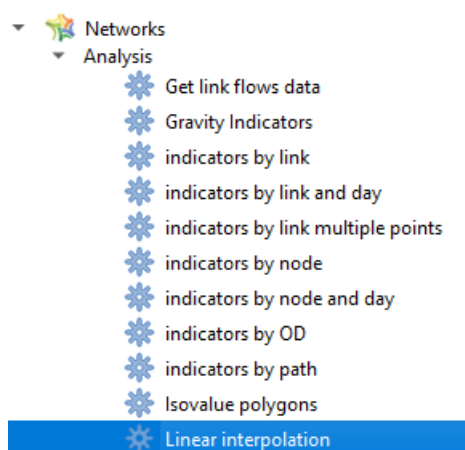 Networks
Analysis
Get link flows data
Gravity Indicators
indicators by link
indicators by link and day
indicators by link multiple points
indicators by node
indicators by node and day
indicators by OD
indicators by path
Isovalue polygons
Linear interpolation